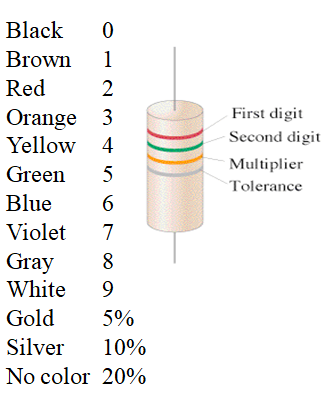 Black 0
Brown 1
Red 2
Orange 3
Yellow 4
Green 5
Blue 6
Violet 7
Gray 8
White 9
Gold 5%
Silver 10%
No color 20%
First digit
Second digit
Multiplier
Tolerance